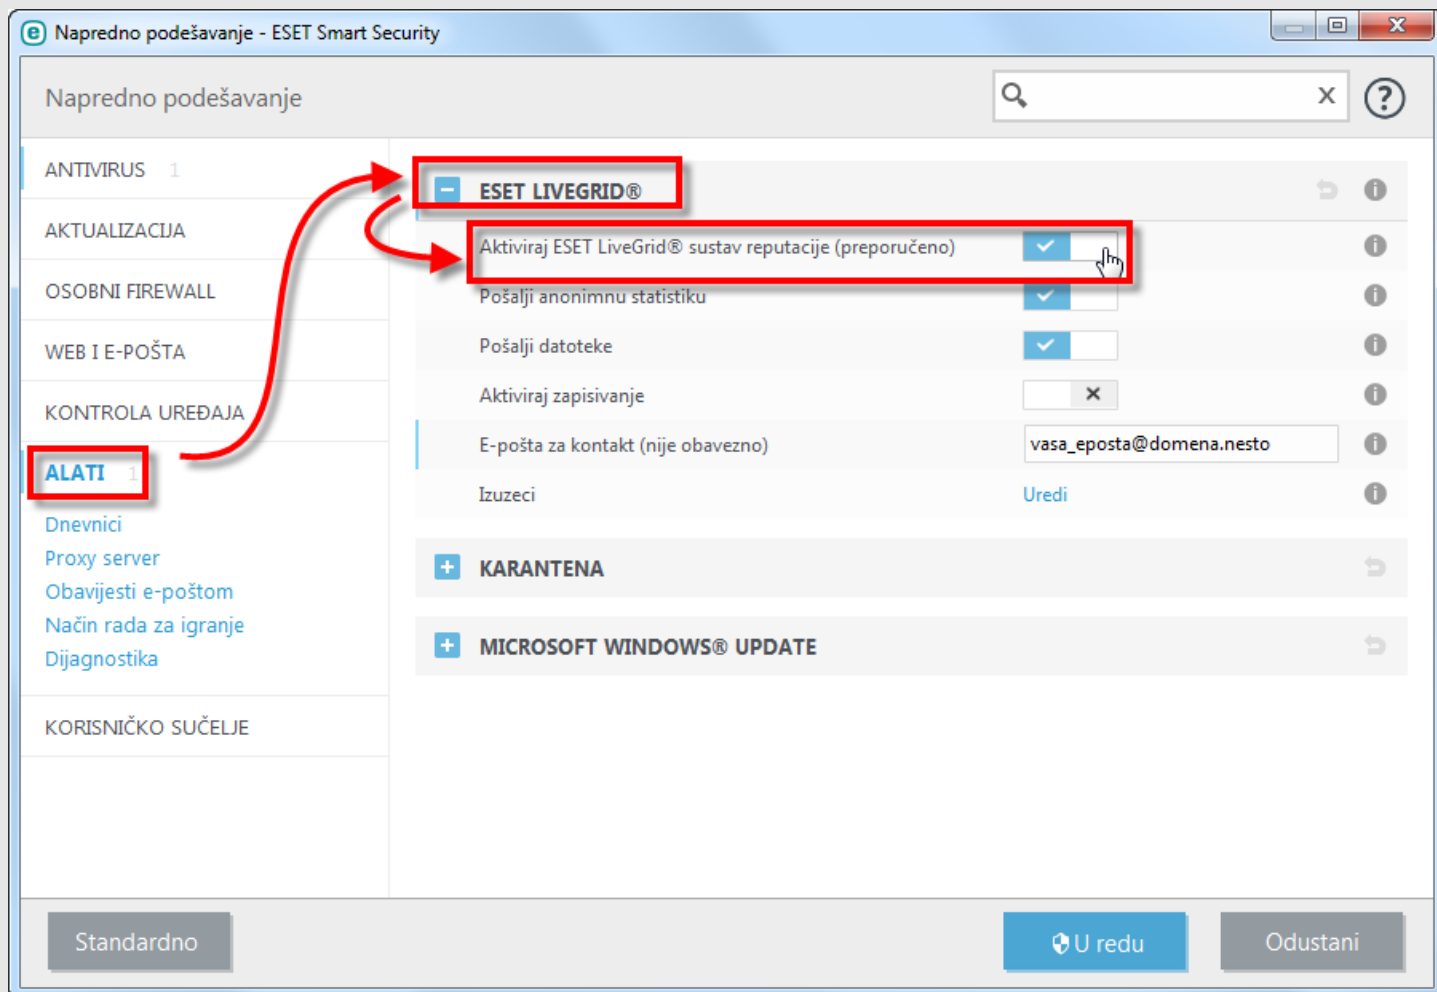 Napredno podešavanje - ESET Smart Security
Napredno podešavanje
ANTIVIRUS 1
AKTUALIZACIJA
OSOBNI FIREWALL
WEB I E-POŠTA
KONTROLA UREĐAJA
ALATI 1
Dnevnici
Proxy server
Obavijesti e-poštom
Način rada za igranje
Dijagnostika
KORISNIČKO SUČELJE
ESET LIVEGRID®
Aktiviraj ESET LiveGrid® sustav reputacije (preporučeno)
Pošalji anonimnu statistiku
Pošalji datoteke
Aktiviraj zapisivanje
E-pošta za kontakt (nije obavezno) vasa_eposta@domena.nesto
Izuzeci Uredi
KARANTENA
MICROSOFT WINDOWS® UPDATE
Standardno
U redu
Odustani